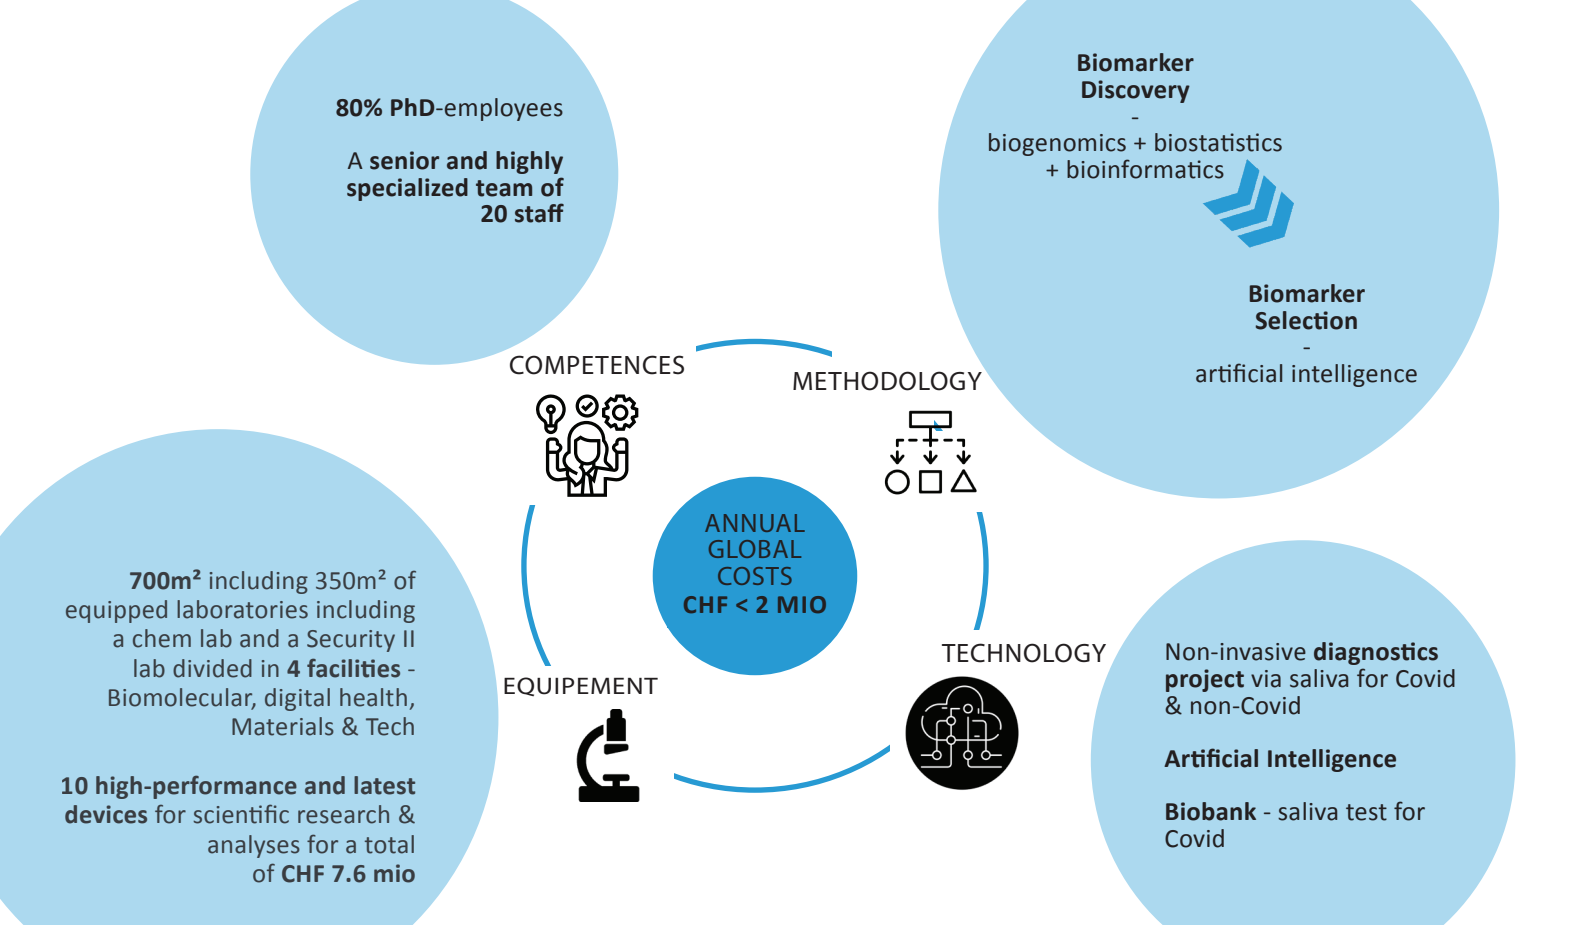 80% PhD-employees
A senior and highly
specialized team of
20 staff
Biomarker
Discovery
-
biogenomics + biostatistics
+ bioinformatics
Biomarker
Selection
-
artificial intelligence
COMPETENCES
METHODOLOGY
ANNUAL
GLOBAL
COSTS
CHF < 2 MIO
700m² including 350m² of
equipped laboratories including
a chem lab and a Security II
lab divided in 4 facilities -
Biomolecular, digital health,
Materials & Tech
10 high-performance and latest
devices for scientific research &
analyses for a total
of CHF 7.6 mio
EQUIPEMENT
TECHNOLOGY
Non-invasive diagnostics
project via saliva for Covid
& non-Covid
Artificial Intelligence
Biobank - saliva test for
Covid